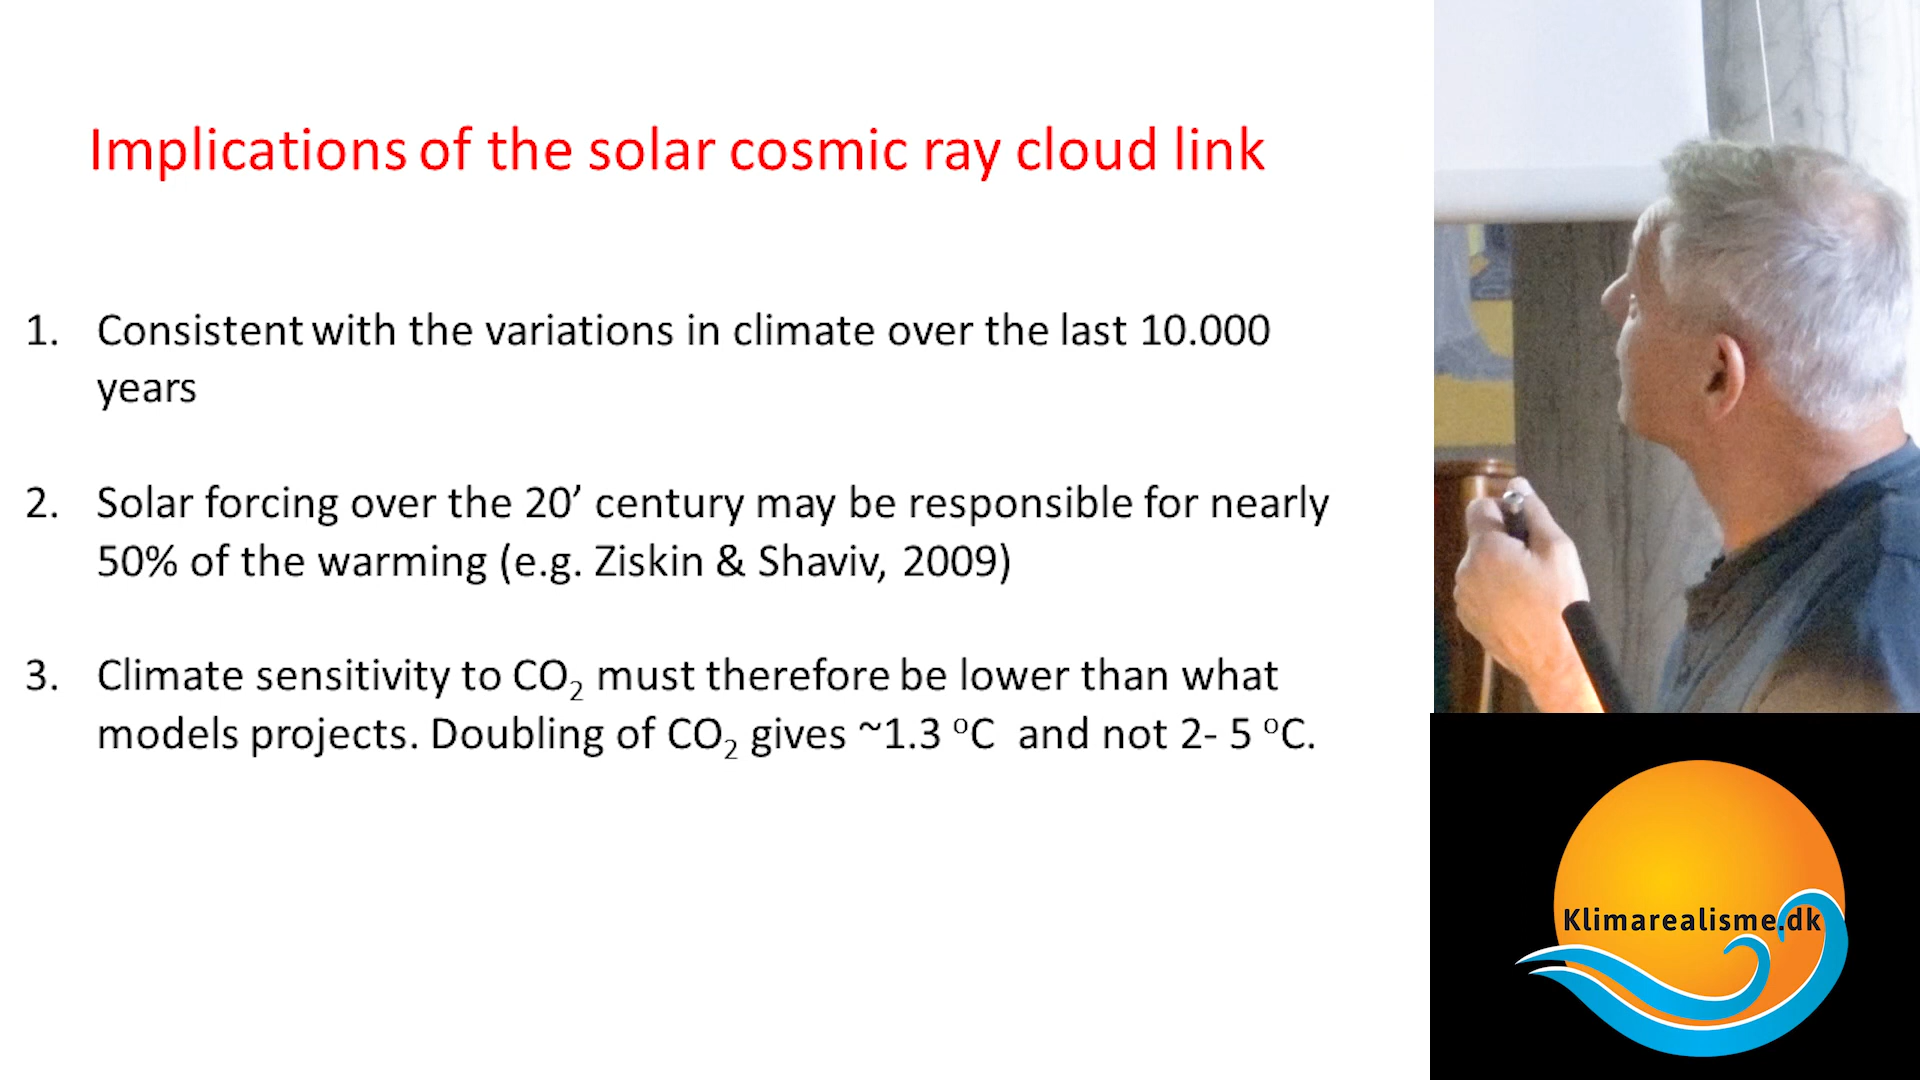 Implications of the solar cosmic ray cloud link
1. Consistent with the variations in climate over the last 10.000
years
2. Solar forcing over the 20’ century may be responsible for nearly
50% of the warming (e.g. Ziskin & Shaviv, 2009)
3. Climate sensitivity to CO₂ must therefore be lower than what
models projects. Doubling of CO₂ gives ~1.3 ºC and not 2- 5 ºC.
Klimarealisme.dk